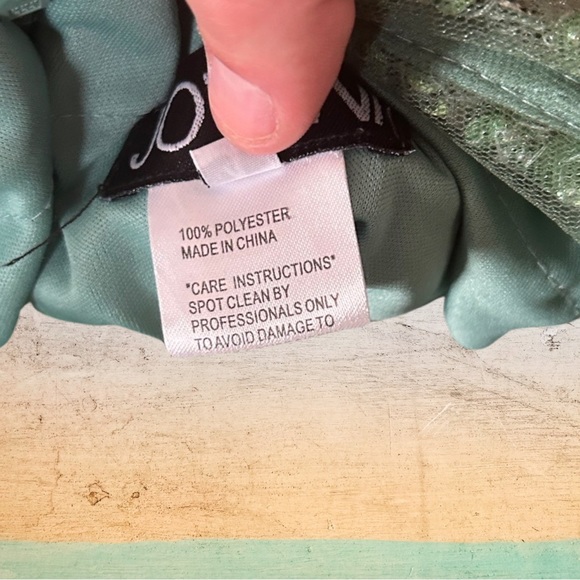 100% POLYESTER
MADE IN CHINA
"CARE INSTRUCTIONS"
SPOT CLEAN BY
PROFESSIONALS ONLY
TO AVOID DAMAGE TO